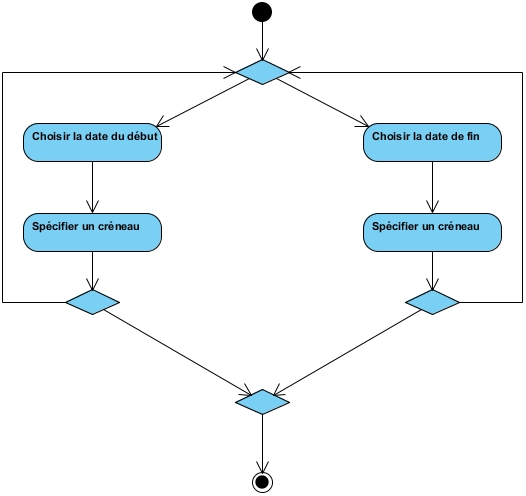 Choisir la date du début
Choisir la date de fin
Spécifier un créneau
Spécifier un créneau